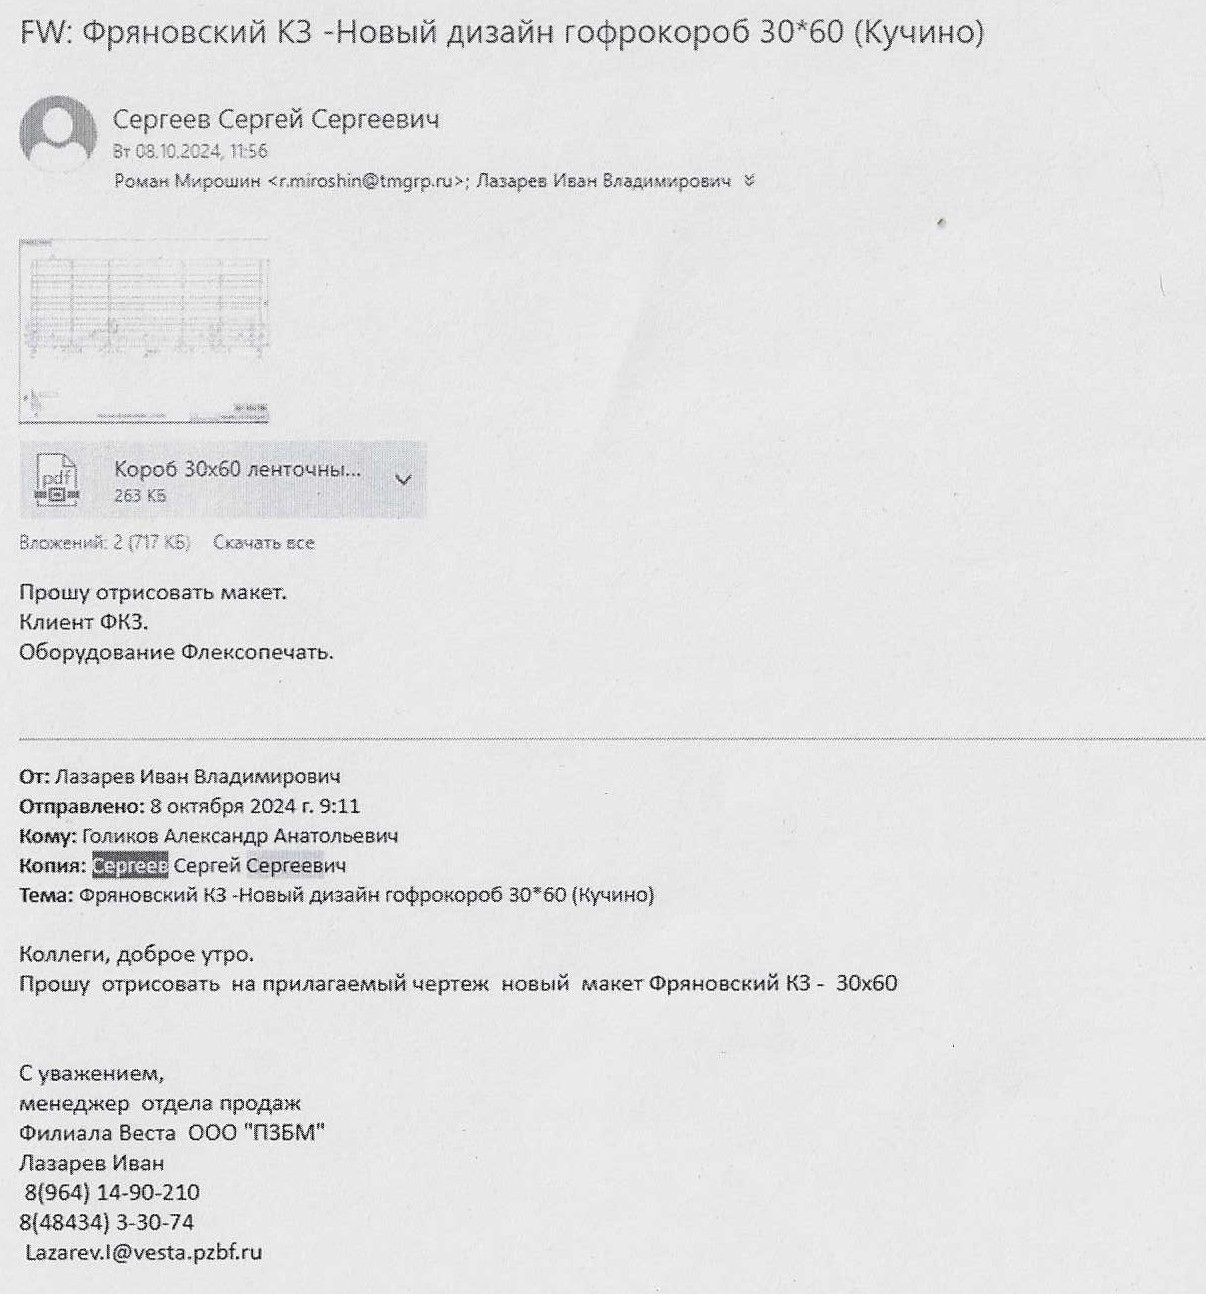 FW: Фряновский КЗ -Новый дизайн гофрокороб 30*60 (Кучино)
Сергеев Сергей Сергеевич
Вт 08.10.2024, 11:56
Роман Мирошин <r.miroshin@tmgrp.ru>; Лазарев Иван Владимирович
pdf
Короб 30х60 ленточны...
263 КБ
Вложений: 2 (717 КБ) Скачать все
Прошу отрисовать макет.
Клиент ФКЗ.
Оборудование Флексопечать.
От: Лазарев Иван Владимирович
Отправлено: 8 октября 2024 г. 9:11
Кому: Голиков Александр Анатольевич
Копия: Сергеев Сергей Сергеевич
Тема: Фряновский КЗ -Новый дизайн гофрокороб 30*60 (Кучино)
Коллеги, доброе утро.
Прошу отрисовать на прилагаемый чертеж новый макет Фряновский КЗ - 30х60
С уважением,
менеджер отдела продаж
Филиала Веста ООО "ПЗБМ"
Лазарев Иван
8(964) 14-90-210
8(48434) 3-30-74
Lazarev.I@vesta.pzbf.ru